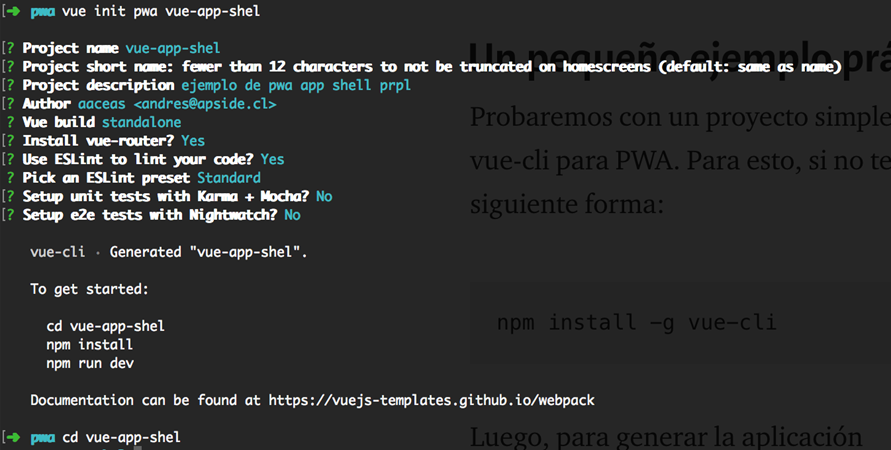 [➜ pwa vue init pwa vue-app-shel
[? Project name vue-app-shel
[? Project short name: fewer than 12 characters to not be truncated on homescreens (default: same as name)
[? Project description ejemplo de pwa app shell prpl
[? Author aaceas <andres@apside.cl>
? Vue build standalone
[? Install vue-router? Yes
[? Use ESLint to lint your code? Yes
? Pick an ESLint preset Standard
[? Setup unit tests with Karma + Mocha? No
[? Setup e2e tests with Nightwatch? No
vue-cli · Generated "vue-app-shel".
To get started:
cd vue-app-shel
npm install
npm run dev
Documentation can be found at https://vuejs-templates.github.io/webpack
[➜ pwa cd vue-app-shel
Un pequeño ejemplo prá
Probaremos con un proyecto simple
vue-cli para PWA. Para esto, si no te
siguiente forma:
npm install -g vue-cli
Luego, para generar la aplicación